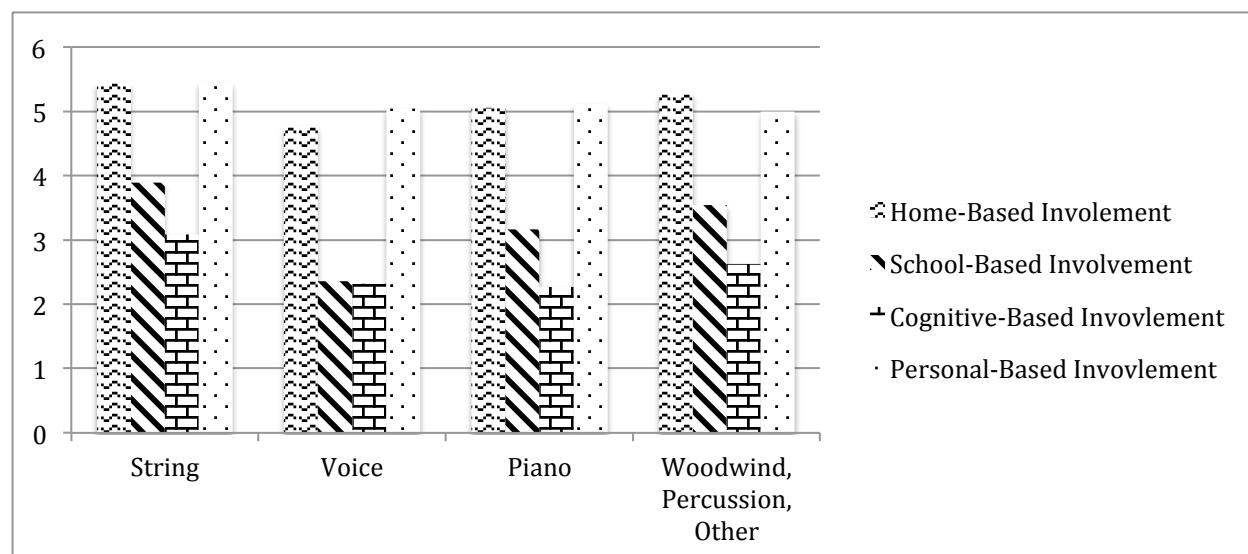 6
5
4
3
2
1
0
String
Voice
Piano
Woodwind,
Percussion,
Other
Home-Based Involement
School-Based Involvement
Cognitive-Based Invovlement
Personal-Based Invovlement